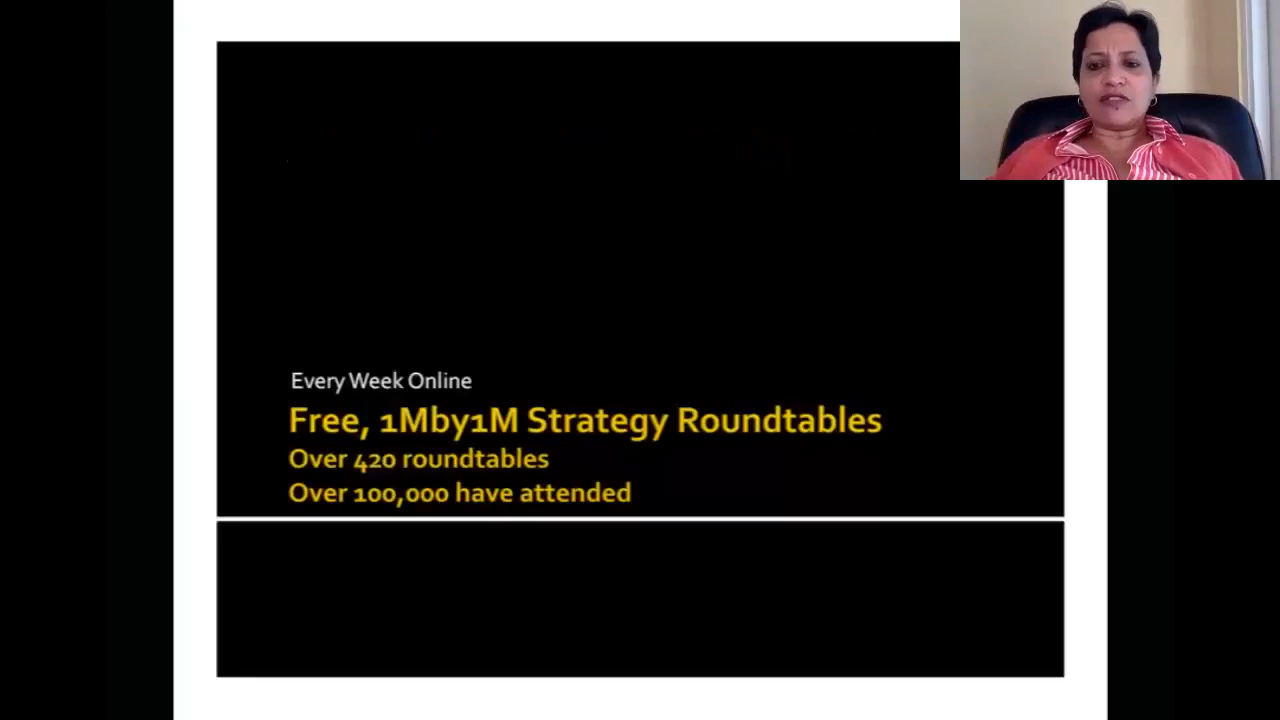 Every Week Online
Free, 1Mby1M Strategy Roundtables
Over 420 roundtables
Over 100,000 have attended